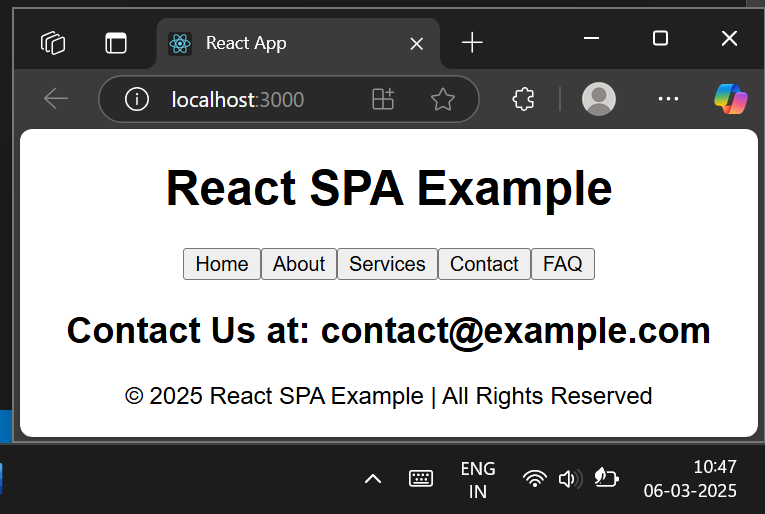 React App
localhost:3000
React SPA Example
Home About Services Contact FAQ
Contact Us at: contact@example.com
© 2025 React SPA Example | All Rights Reserved
ENG
IN
10:47
06-03-2025